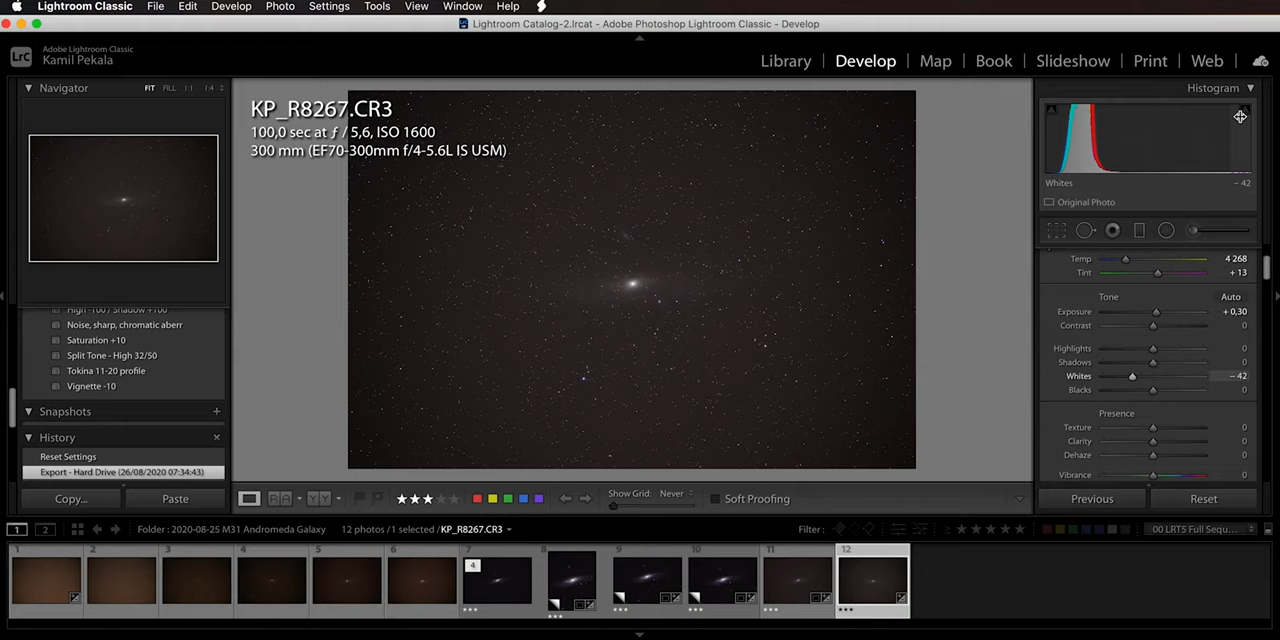 Lightroom Classic File Edit Develop Photo Settings Tools View Window Help
Lightroom Catalog-2.lrcat - Adobe Photoshop Lightroom Classic - Develop
LrC
Adobe Lightroom Classic
Kamil Pekala
Library | Develop | Map | Book | Slideshow | Print | Web
Navigator FIT FILL 1:1 1:4
High -100 / Shadow +100
Noise, sharp, chromatic aberr
Saturation +10
Split Tone - High 32/50
Tokina 11-20 profile
Vignette -10
Snapshots +
History ×
Reset Settings
Export - Hard Drive (26/08/2020 07:34:43)
Copy... Paste
KP_R8267.CR3
100,0 sec at ƒ / 5,6, ISO 1600
300 mm (EF70-300mm f/4-5.6L IS USM)
Show Grid: Never
Soft Proofing
Histogram
Whites - 42
Original Photo
Temp 4 268
Tint + 13
Tone Auto
Exposure + 0,30
Contrast 0
Highlights 0
Shadows 0
Whites - 42
Blacks 0
Presence
Texture 0
Clarity 0
Dehaze 0
Vibrance 0
Previous Reset
1 2 Folder : 2020-08-25 M31 Andromeda Galaxy 12 photos / 1 selected / KP_R8267.CR3 Filter : 00 LRT5 Full Sequ...
1 2 3 4 5 6 7 8 9 10 11 12
4